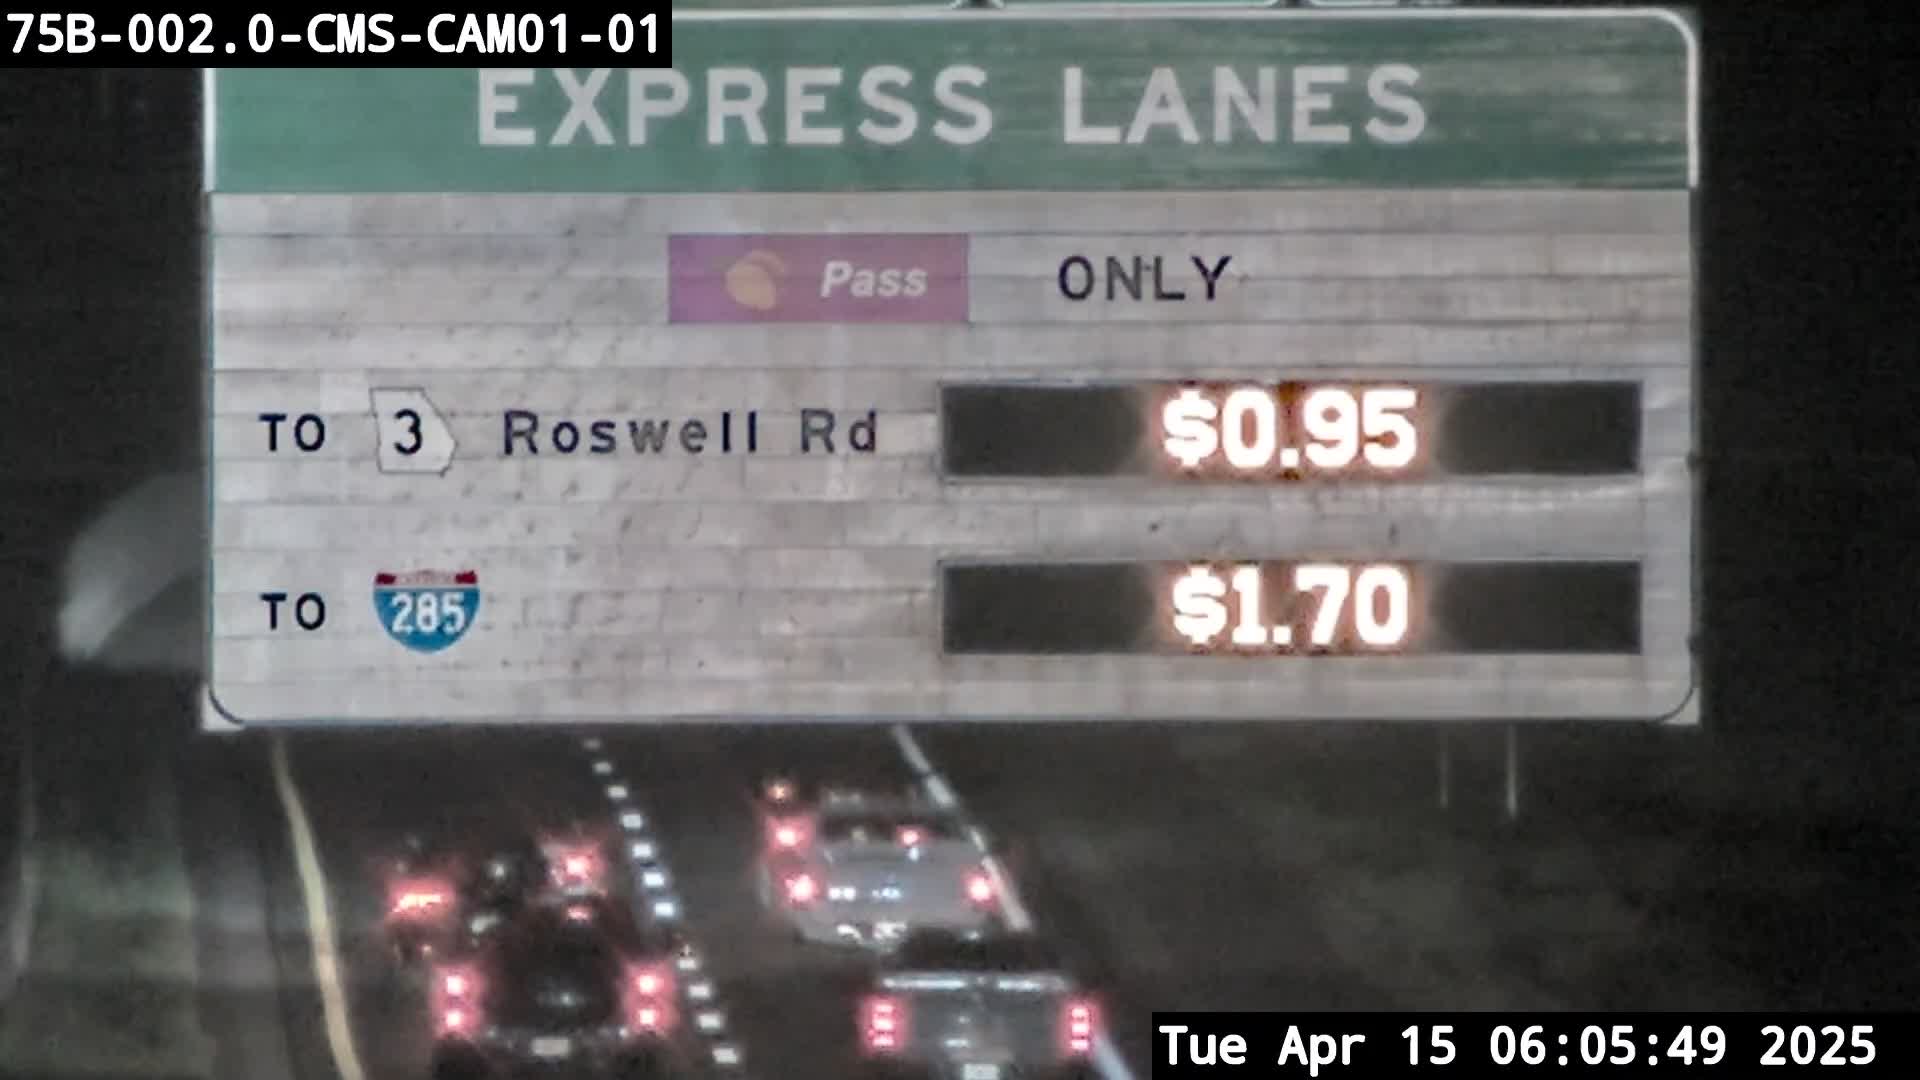 75B-002.0-CMS-CAM01-01
EXPRESS LANES
Pass ONLY
TO 3 Roswell Rd $0.95
TO 285 $1.70
Tue Apr 15 06:05:49 2025